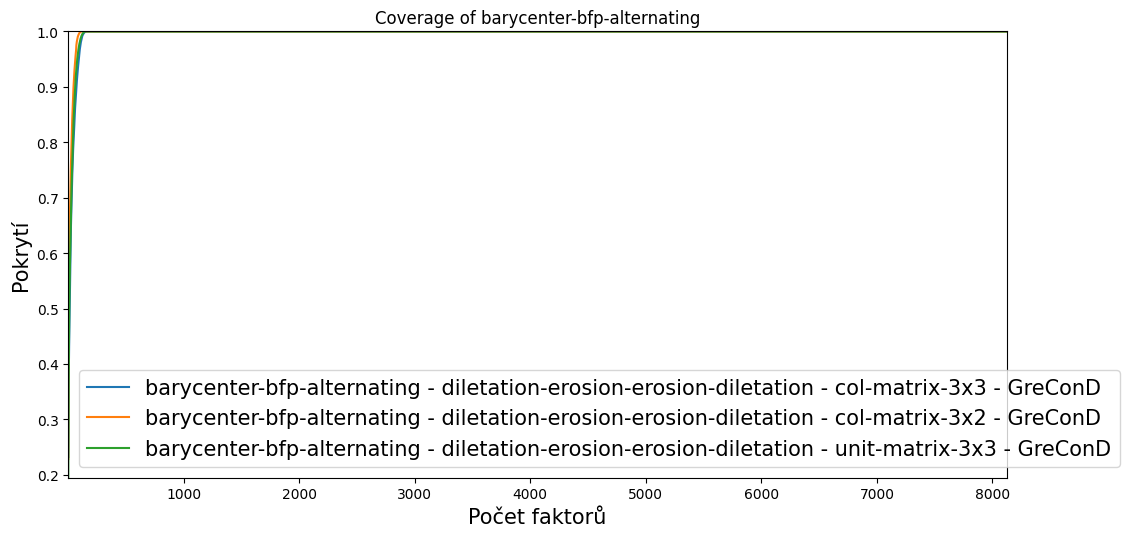 Coverage of barycenter-bfp-alternating
1.0
0.9
0.8
0.7
0.6
0.5
0.4
0.3
0.2
Pokrytí
barycenter-bfp-alternating - diletation-erosion-erosion-diletation - col-matrix-3x3 - GreConD
barycenter-bfp-alternating - diletation-erosion-erosion-diletation - col-matrix-3x2 - GreConD
barycenter-bfp-alternating - diletation-erosion-erosion-diletation - unit-matrix-3x3 - GreConD
1000 2000 3000 4000 5000 6000 7000 8000
Počet faktorů